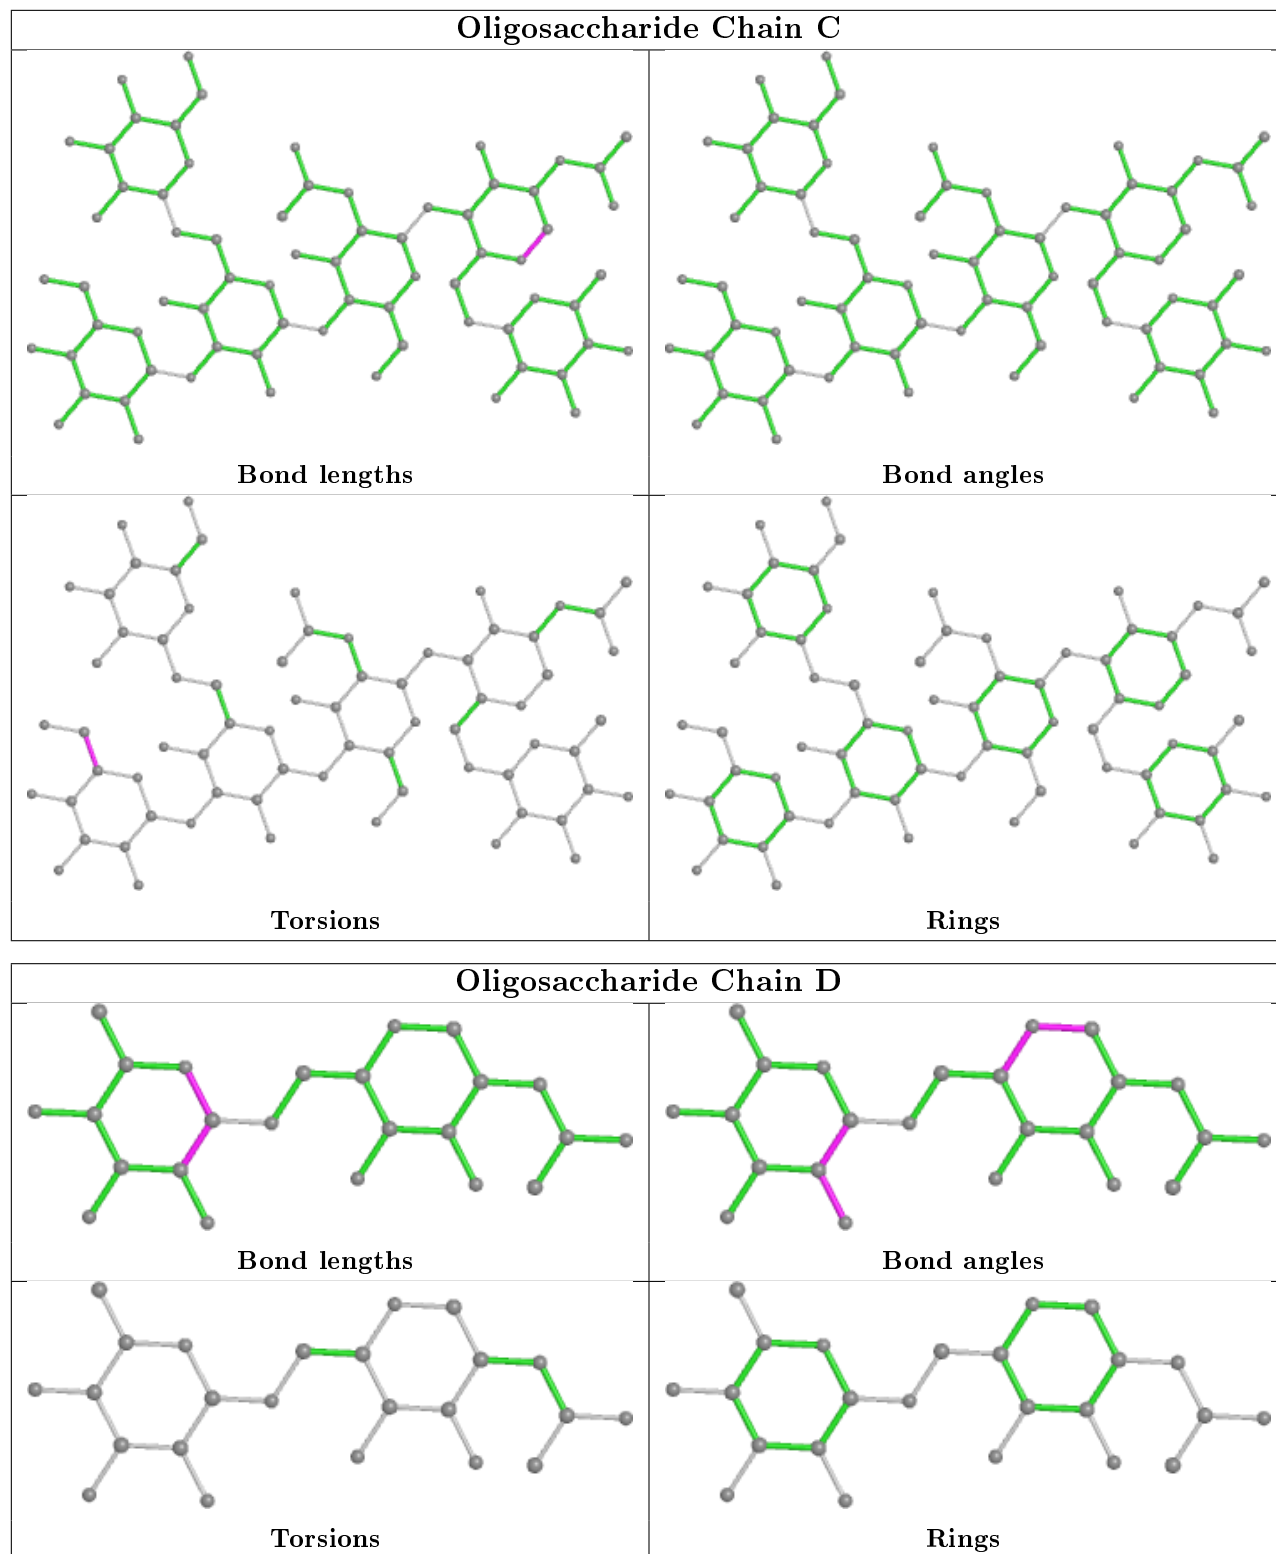 Oligosaccharide Chain C
Bond lengths
Bond angles
Torsions
Rings
Oligosaccharide Chain D
Bond lengths
Bond angles
Torsions
Rings